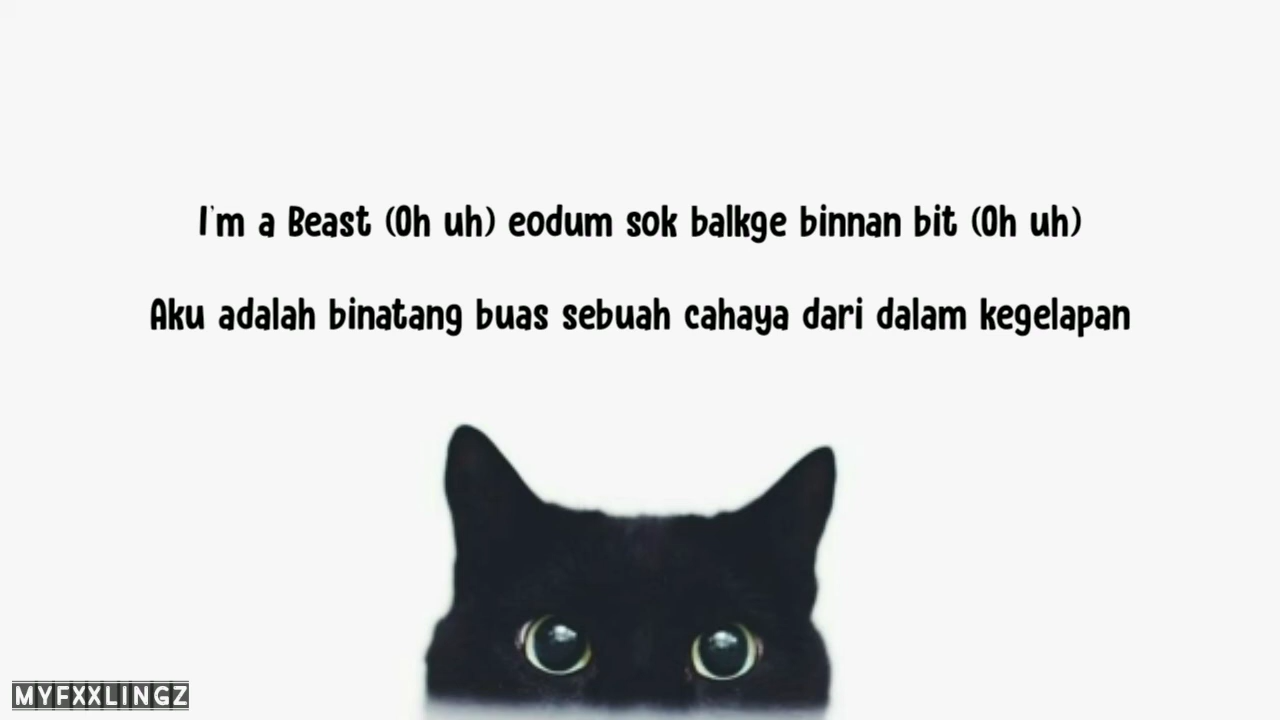 I'm a Beast (Oh uh) eodum sok balkge binnan bit (Oh uh)
Aku adalah binatang buas sebuah cahaya dari dalam kegelapan
MYFXXLINGZ